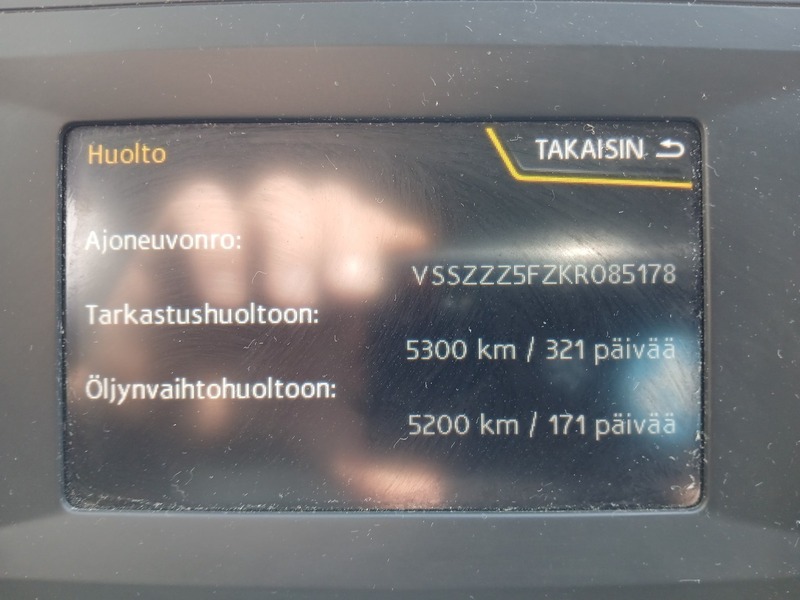 Huolto
TAKAISIN
Ajoneuvonro:
VSSZZZ5FZKR085178
Tarkastushuoltoon:
5300 km / 321 päivää
Öljynvaihtohuoltoon:
5200 km / 171 päivää